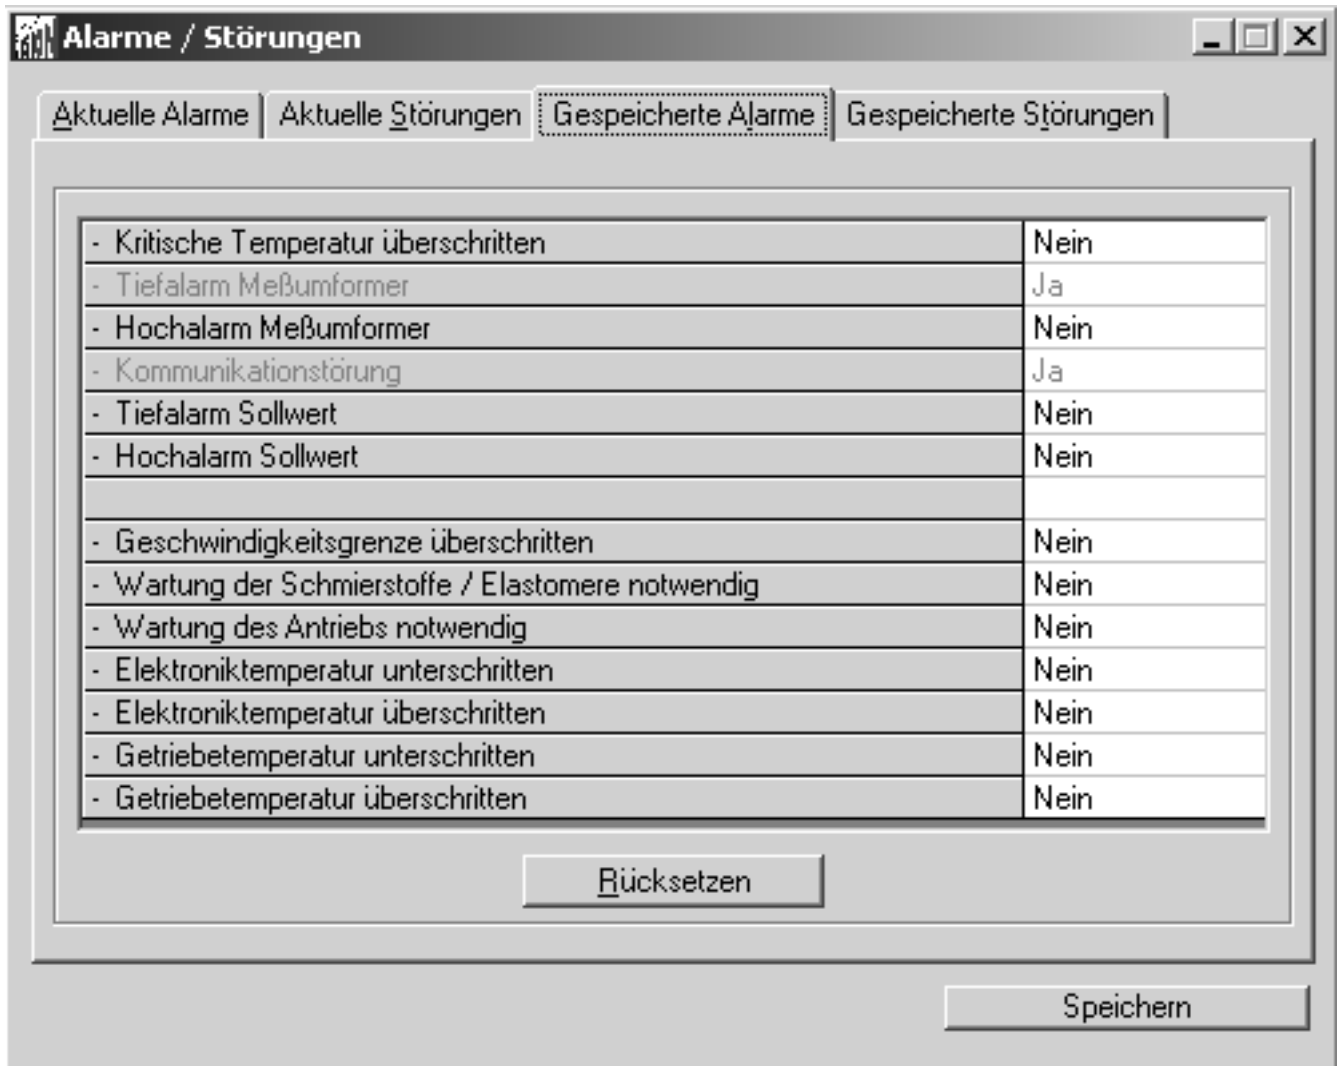 Alarme / Störungen
Aktuelle Alarme Aktuelle Störungen Gespeicherte Alarme Gespeicherte Störungen
- Kritische Temperatur überschritten Nein
- Tiefalarm Meßumformer Ja
- Hochalarm Meßumformer Nein
- Kommunikationstörung Ja
- Tiefalarm Sollwert Nein
- Hochalarm Sollwert Nein
- Geschwindigkeitsgrenze überschritten Nein
- Wartung der Schmierstoffe / Elastomere notwendig Nein
- Wartung des Antriebs notwendig Nein
- Elektroniktemperatur unterschritten Nein
- Elektroniktemperatur überschritten Nein
- Getriebetemperatur unterschritten Nein
- Getriebetemperatur überschritten Nein
Rücksetzen
Speichern